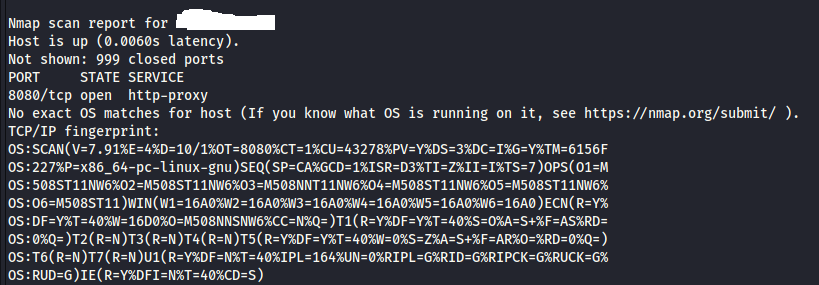 Nmap scan report for
Host is up (0.0060s latency).
Not shown: 999 closed ports
PORT     STATE SERVICE
8080/tcp open  http-proxy
No exact OS matches for host (If you know what OS is running on it, see https://nmap.org/submit/ ).
TCP/IP fingerprint:
OS:SCAN(V=7.91%E=4%D=10/1%OT=8080%CT=1%CU=43278%PV=Y%DS=3%DC=I%G=Y%TM=6156F
OS:227%P=x86_64-pc-linux-gnu)SEQ(SP=CA%GCD=1%ISR=D3%TI=Z%II=I%TS=7)OPS(O1=M
OS:508ST11NW6%O2=M508ST11NW6%O3=M508NNT11NW6%O4=M508ST11NW6%O5=M508ST11NW6%
OS:O6=M508ST11)WIN(W1=16A0%W2=16A0%W3=16A0%W4=16A0%W5=16A0%W6=16A0)ECN(R=Y%
OS:DF=Y%T=40%W=16D0%O=M508NNSNW6%CC=N%Q=)T1(R=Y%DF=Y%T=40%S=O%A=S+%F=AS%RD=
OS:0%Q=)T2(R=N)T3(R=N)T4(R=N)T5(R=Y%DF=Y%T=40%W=0%S=Z%A=S+%F=AR%O=%RD=0%Q=)
OS:T6(R=N)T7(R=N)U1(R=Y%DF=N%T=40%IPL=164%UN=0%RIPL=G%RID=G%RIPCK=G%RUCK=G%
OS:RUD=G)IE(R=Y%DFI=N%T=40%CD=S)